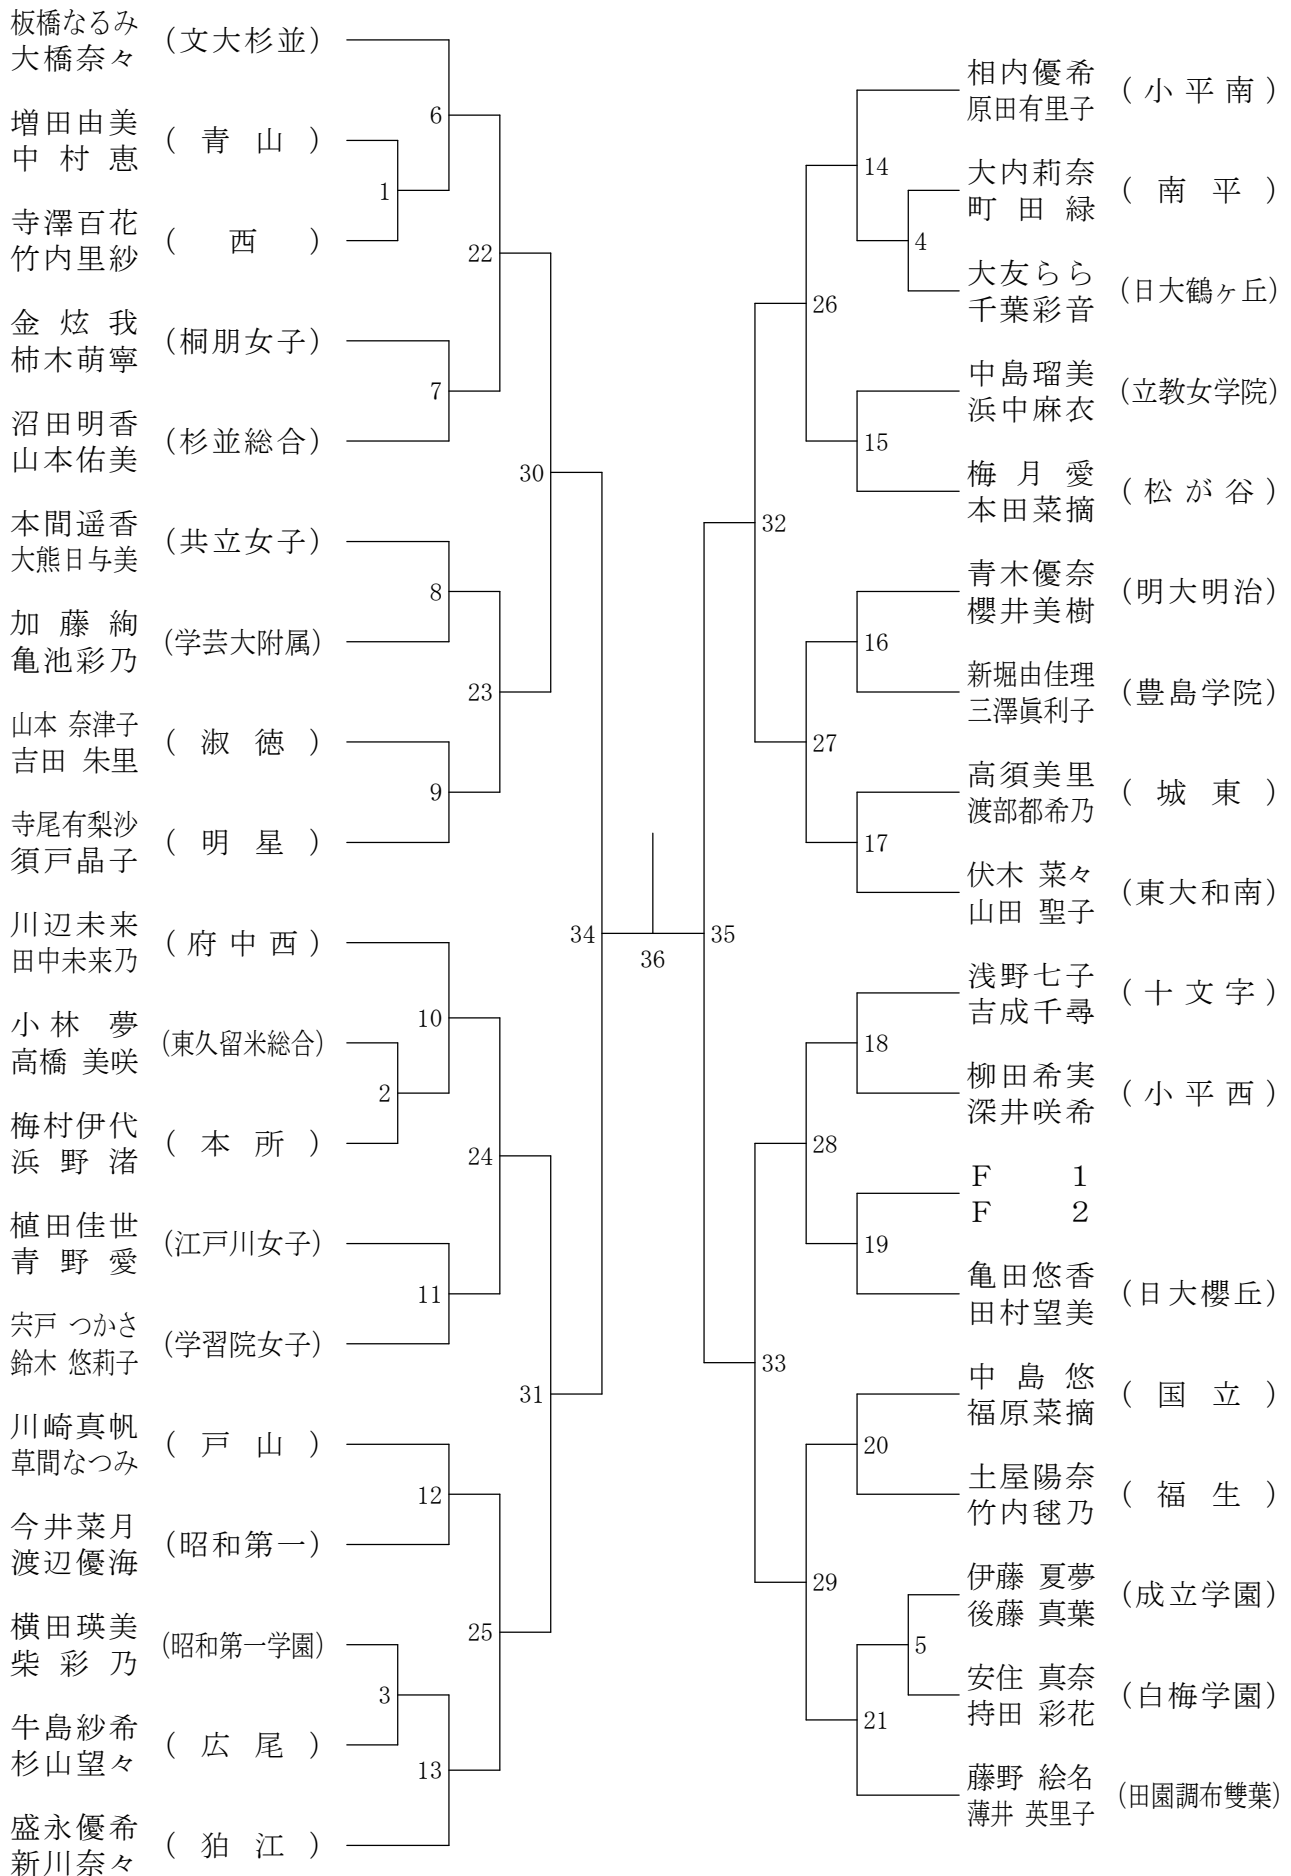 板橋なるみ
大橋奈々
(文大杉並)
増田由美
中村恵
(青山)
寺澤百花
竹内里紗
(西)
金炫我
柿木萌寧
(桐朋女子)
沼田明香
山本佑美
(杉並総合)
本間遥香
大熊日与美
(共立女子)
加藤絢
亀池彩乃
(学芸大附属)
山本 奈津子
吉田 朱里
(淑徳)
寺尾有梨沙
須戸晶子
(明星)
川辺未来
田中未来乃
(府中西)
小林 夢
高橋 美咲
(東久留米総合)
梅村伊代
浜野渚
(本所)
植田佳世
青野愛
(江戸川女子)
宍戸 つかさ
鈴木 悠莉子
(学習院女子)
川崎真帆
草間なつみ
(戸山)
今井菜月
渡辺優海
(昭和第一)
横田瑛美
柴彩乃
(昭和第一学園)
牛島紗希
杉山望々
(広尾)
盛永優希
新川奈々
(狛江)
6
1
22
7
30
8
23
9
34
10
2
24
11
31
12
25
3
13
36
相内優希
原田有里子
(小平南)
大内莉奈
町田緑
(南平)
大友らら
千葉彩音
(日大鶴ヶ丘)
中島瑠美
浜中麻衣
(立教女学院)
梅月愛
本田菜摘
(松が谷)
青木優奈
櫻井美樹
(明大明治)
新堀由佳理
三澤眞利子
(豊島学院)
高須美里
渡部都希乃
(城東)
伏木 菜々
山田 聖子
(東大和南)
浅野七子
吉成千尋
(十文字)
柳田希実
深井咲希
(小平西)
F 1
F 2
亀田悠香
田村望美
(日大櫻丘)
中島悠
福原菜摘
(国立)
土屋陽奈
竹内毬乃
(福生)
伊藤 夏夢
後藤 真葉
(成立学園)
安住 真奈
持田 彩花
(白梅学園)
藤野 絵名
薄井 英里子
(田園調布雙葉)
14
4
26
15
32
16
27
17
35
18
28
19
33
20
29
5
21